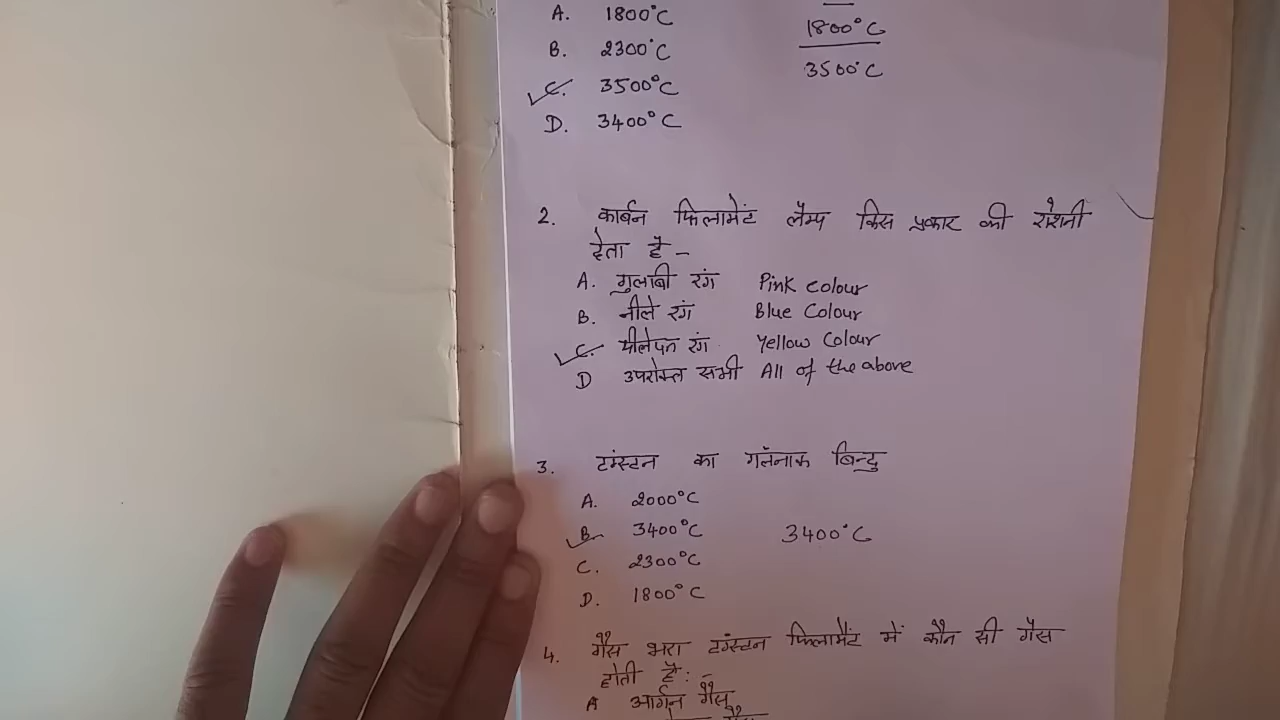 A. 1800°C
1800°C
B. 2300°C
3500°C
C. 3500°C
D. 3400°C
2. कार्बन फिलामेंट लैम्प किस प्रकार की रोशनी
देता है -
A. गुलाबी रंग Pink colour
B. नीले रंग Blue Colour
C. पीलेपन रंग Yellow Colour
D उपरोक्त सभी All of the above
3. टंगस्टन का गलनांक बिन्दु
A. 2000°C
B. 3400°C 3400°C
C. 2300°C
D. 1800°C
4. गैस भरा टंगस्टन फिलामेंट में कौन सी गैस
होती है:-
A आर्गन गैस